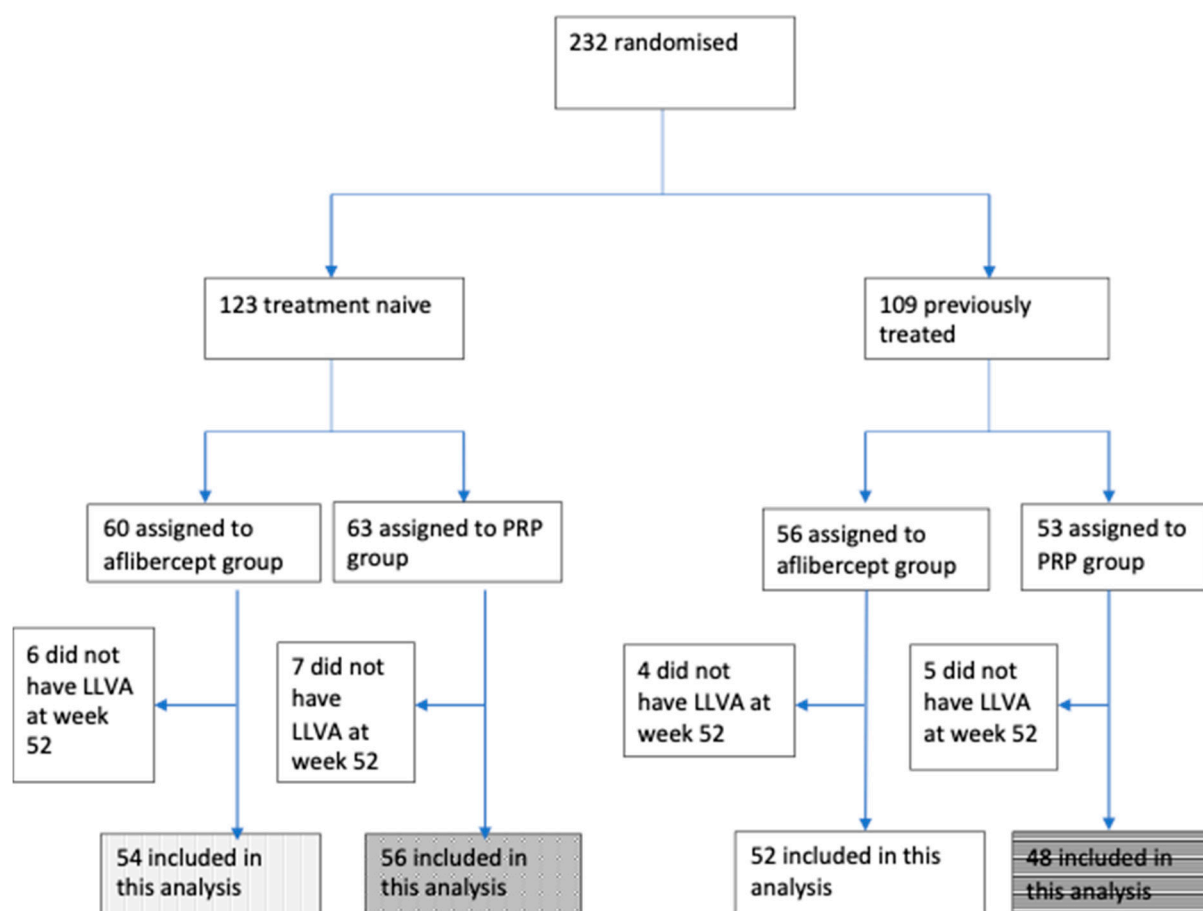 232 randomised
123 treatment naive
109 previously
treated
60 assigned to
aflibercept group
63 assigned to PRP
group
56 assigned to
aflibercept group
53 assigned to
PRP group
6 did not
have LLVA
at week
52
7 did not
have
LLVA at
week 52
4 did not
have LLVA at
week 52
5 did not
have LLVA
at week 52
54 included in
this analysis
56 included in
this analysis
52 included in this
analysis
48 included in
this analysis